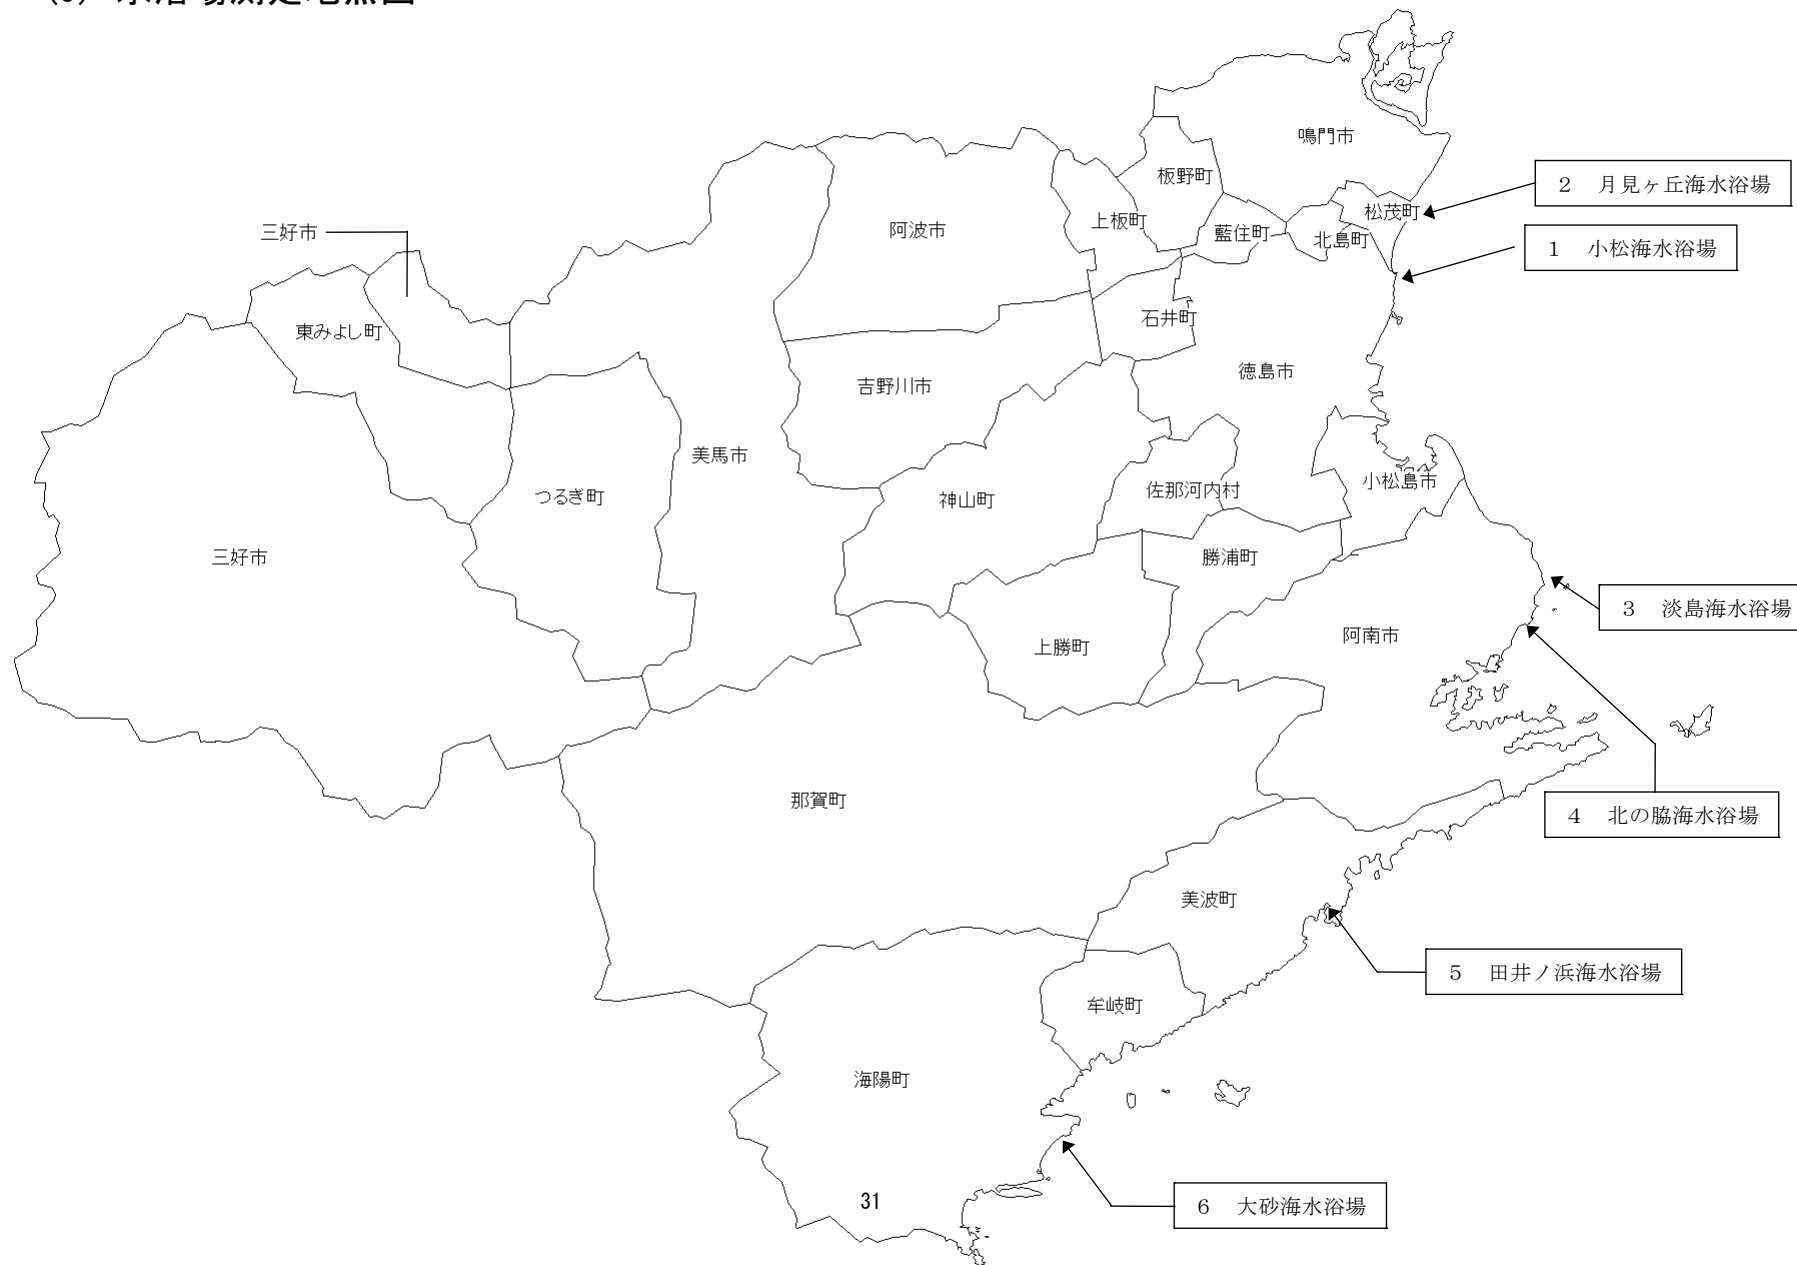 鳴門市
板野町
２　月見ヶ丘海水浴場
松茂町
上板町
三好市
阿波市
藍住町
北島町
１　小松海水浴場
石井町
東みよし町
徳島市
吉野川市
美馬市
小松島市
佐那河内村
つるぎ町
神山町
三好市
勝浦町
３　淡島海水浴場
阿南市
上勝町
那賀町
４　北の脇海水浴場
美波町
５　田井ノ浜海水浴場
牟岐町
海陽町
31
６　大砂海水浴場